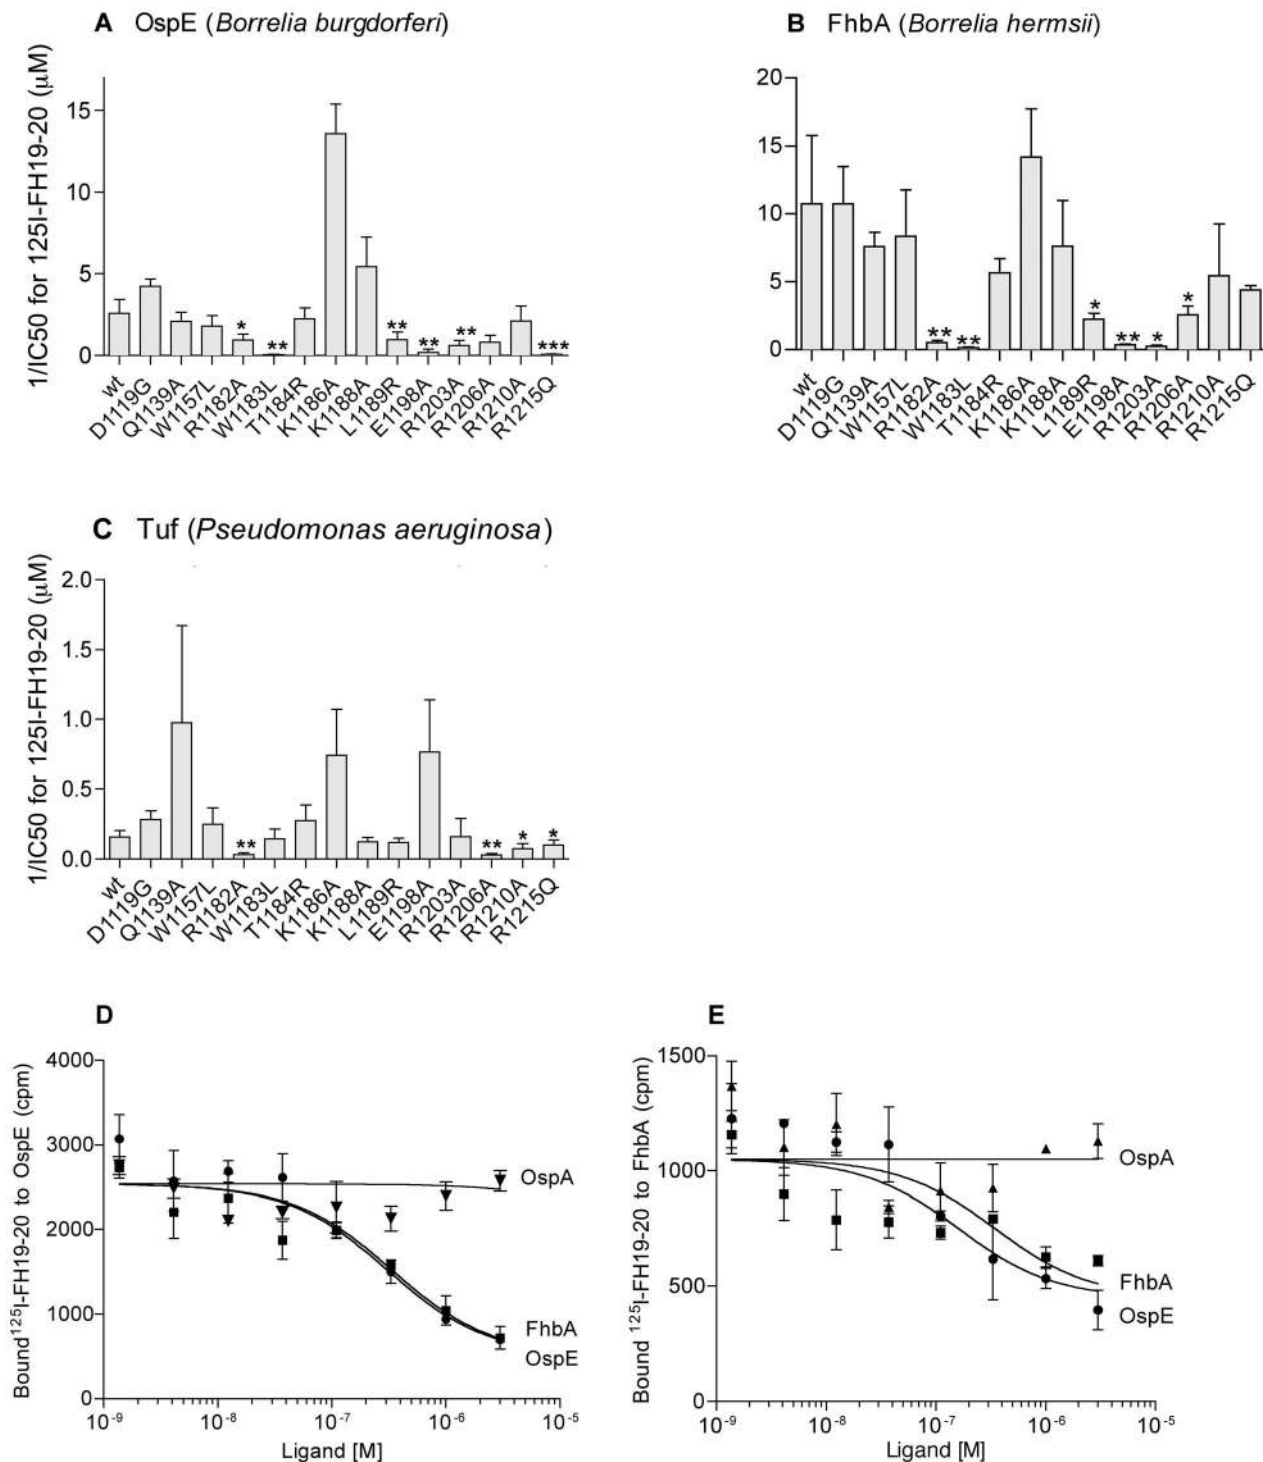 A OspE (Borrelia burgdorferi)
1/IC50 for 125I-FH19-20 (μM)
15
10
5
0
wt
D1119G
Q1139A
W1157L
R1182A
W1183L
T1184R
K1186A
K1188A
L1189R
E1198A
R1203A
R1206A
R1210A
R1215Q
*
**
**
**
**
***
B FhbA (Borrelia hermsii)
20
15
10
5
0
wt
D1119G
Q1139A
W1157L
R1182A
W1183L
T1184R
K1186A
K1188A
L1189R
E1198A
R1203A
R1206A
R1210A
R1215Q
**
**
*
**
*
*
C Tuf (Pseudomonas aeruginosa)
1/IC50 for 125I-FH19-20 (μM)
2.0
1.5
1.0
0.5
0.0
wt
D1119G
Q1139A
W1157L
R1182A
W1183L
T1184R
K1186A
K1188A
L1189R
E1198A
R1203A
R1206A
R1210A
R1215Q
**
**
*
*
D
Bound ¹²⁵I-FH19-20 to OspE (cpm)
4000
3000
2000
1000
0
OspA
FhbA
OspE
10⁻⁹ 10⁻⁸ 10⁻⁷ 10⁻⁶ 10⁻⁵
Ligand [M]
E
Bound ¹²⁵I-FH19-20 to FhbA (cpm)
1500
1000
500
0
OspA
FhbA
OspE
10⁻⁹ 10⁻⁸ 10⁻⁷ 10⁻⁶ 10⁻⁵
Ligand [M]